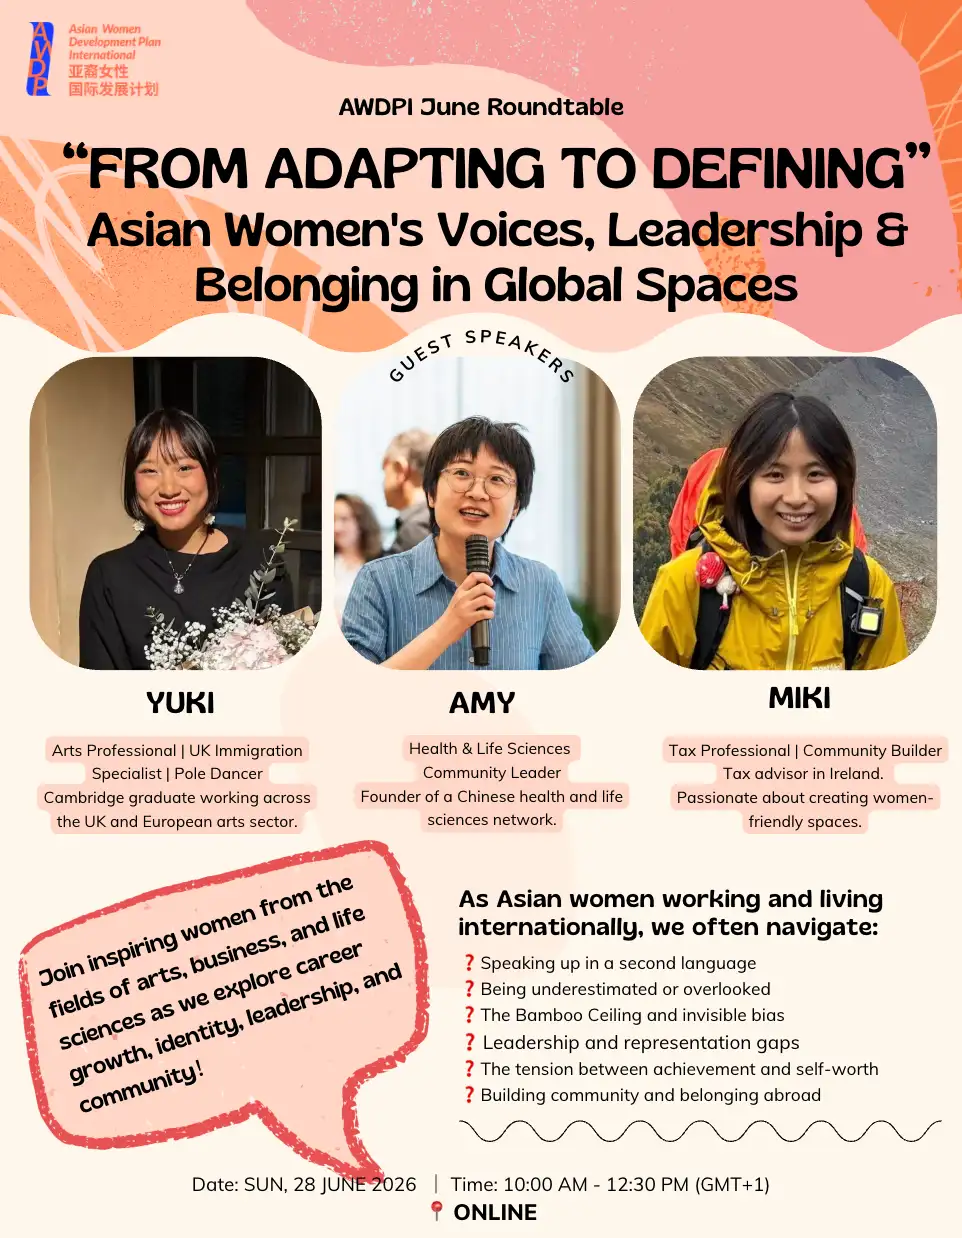 AWDP
Asian Women
Development Plan
International
亚裔女性
国际发展计划
AWDPI June Roundtable
“FROM ADAPTING TO DEFINING”
Asian Women's Voices, Leadership &
Belonging in Global Spaces
GUEST SPEAKERS
YUKI
Arts Professional | UK Immigration
Specialist | Pole Dancer
Cambridge graduate working across
the UK and European arts sector.
AMY
Health & Life Sciences
Community Leader
Founder of a Chinese health and life
sciences network.
MIKI
Tax Professional | Community Builder
Tax advisor in Ireland.
Passionate about creating women-
friendly spaces.
Join inspiring women from the
fields of arts, business, and life
sciences as we explore career
growth, identity, leadership, and
community!
As Asian women working and living
internationally, we often navigate:
❓ Speaking up in a second language
❓ Being underestimated or overlooked
❓ The Bamboo Ceiling and invisible bias
❓ Leadership and representation gaps
❓ The tension between achievement and self-worth
❓ Building community and belonging abroad
Date: SUN, 28 JUNE 2026 | Time: 10:00 AM - 12:30 PM (GMT+1)
📍 ONLINE